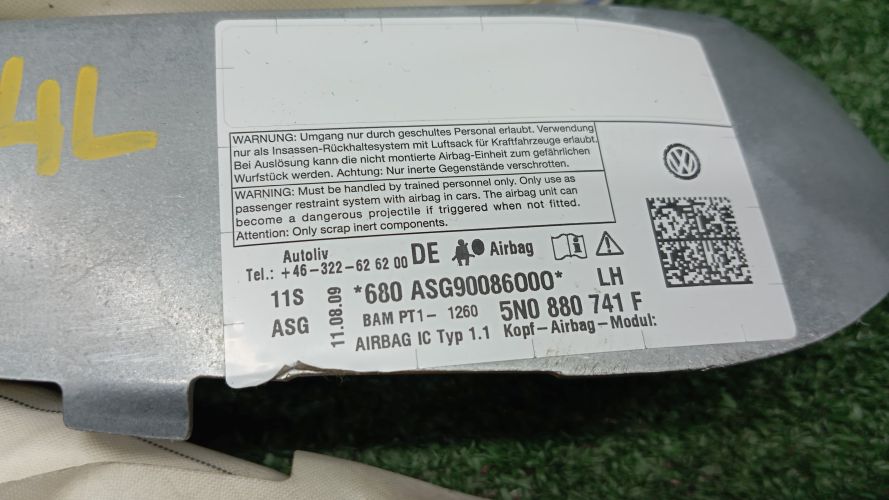 4L
WARNUNG: Umgang nur durch geschultes Personal erlaubt. Verwendung
nur als Insassen-Rückhaltesystem mit Luftsack für Kraftfahrzeuge erlaubt.
Bei Auslösung kann die nicht montierte Airbag-Einheit zum gefährlichen
Wurfstück werden. Achtung: Nur inerte Gegenstände verschrotten.
WARNING: Must be handled by trained personnel only. Only use as
passenger restraint system with airbag in cars. The airbag unit can
become a dangerous projectile if triggered when not fitted.
Attention: Only scrap inert components.
Autoliv
Tel.: +46-322-62 62 00 DE Airbag
11S 11.08.09 *680 ASG90086000* LH
ASG BAM PT1- 1260 5N0 880 741 F
AIRBAG IC Typ 1.1 Kopf-Airbag-Modul: